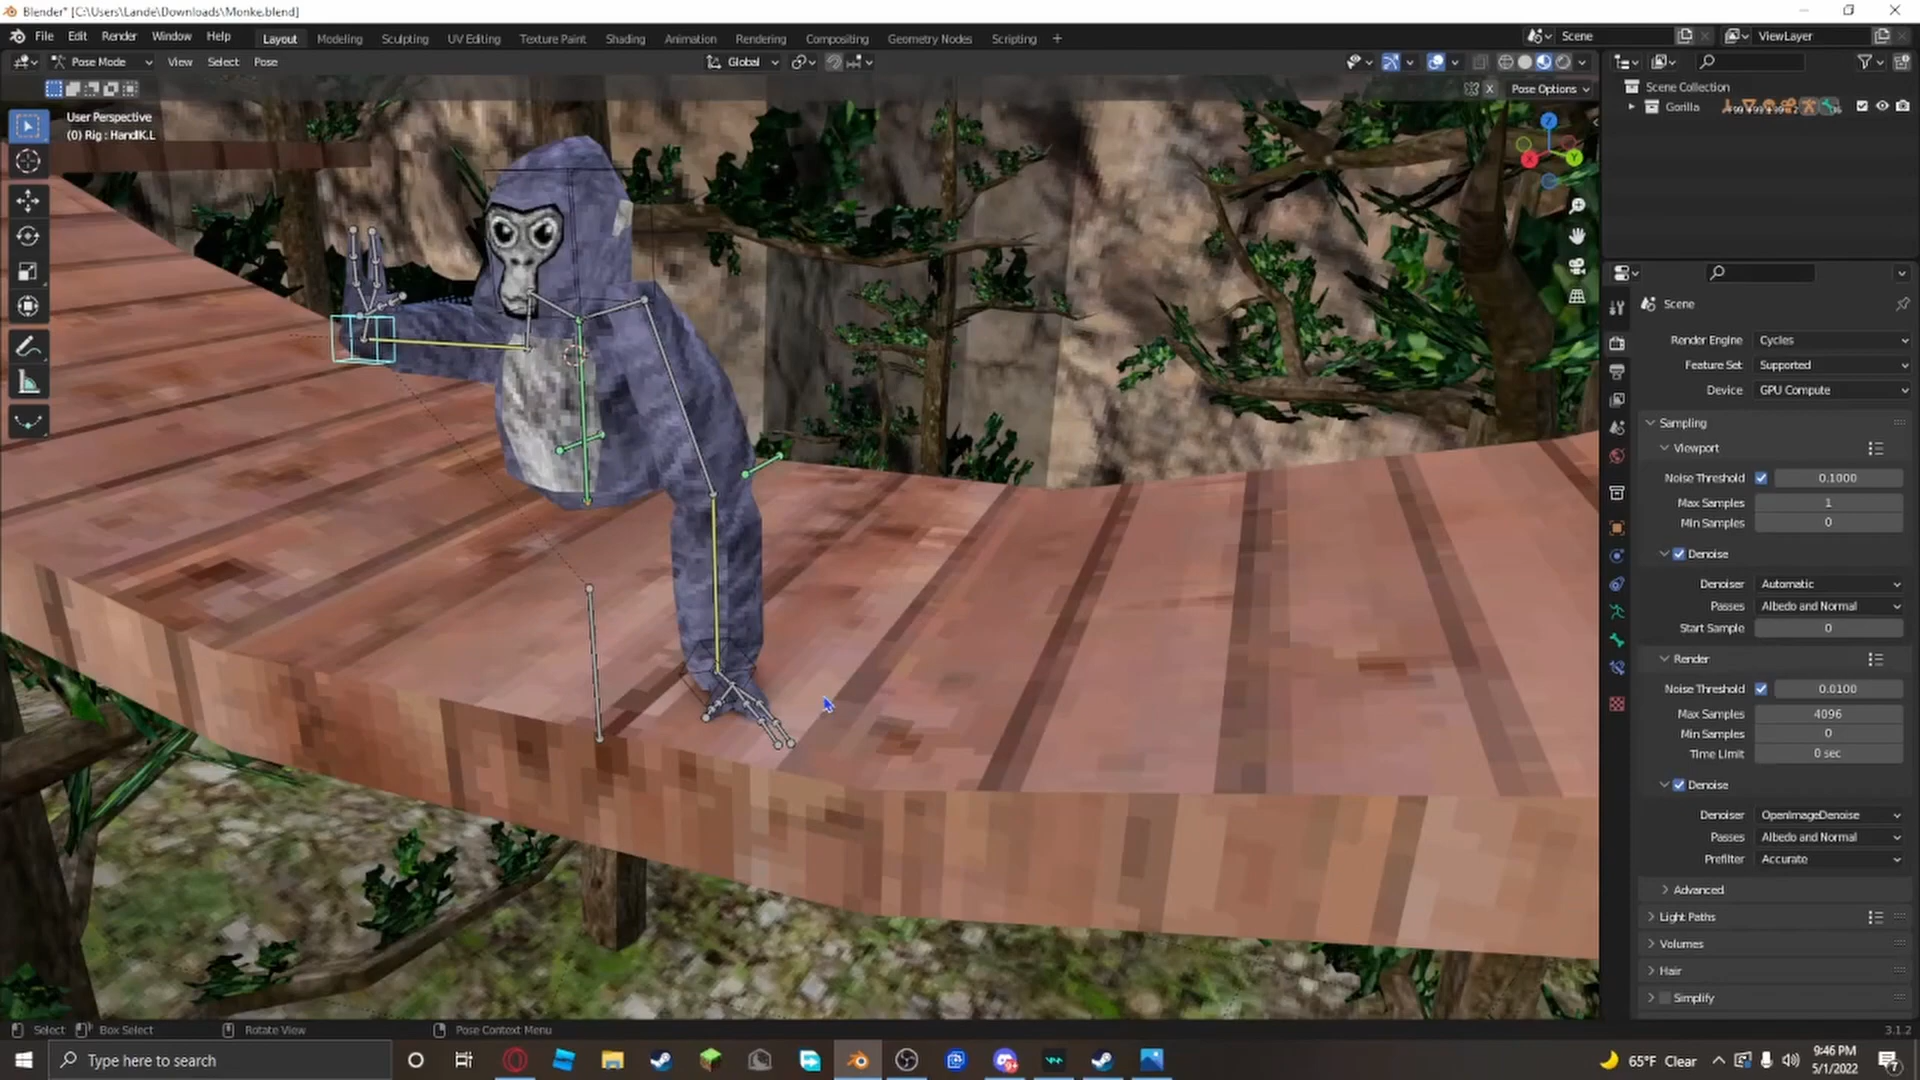 Blender* [C:\Users\Lande\Downloads\Monke.blend]
File Edit Render Window Help Layout Modeling Sculpting UV Editing Texture Paint Shading Animation Rendering Compositing Geometry Nodes Scripting + Scene ViewLayer
Pose Mode View Select Pose Global
X Pose Options
User Perspective
(0) Rig : HandIK.L
Z
X Y
Scene Collection
Gorilla
Scene
Render Engine Cycles
Feature Set Supported
Device GPU Compute
Sampling
Viewport
Noise Threshold 0.1000
Max Samples 1
Min Samples 0
Denoise
Denoiser Automatic
Passes Albedo and Normal
Start Sample 0
Render
Noise Threshold 0.0100
Max Samples 4096
Min Samples 0
Time Limit 0 sec
Denoise
Denoiser OpenImageDenoise
Passes Albedo and Normal
Prefilter Accurate
Advanced
Light Paths
Volumes
Hair
Simplify
Select Box Select Rotate View Pose Context Menu 3.1.2
Type here to search
65°F Clear
9:46 PM
5/1/2022
7